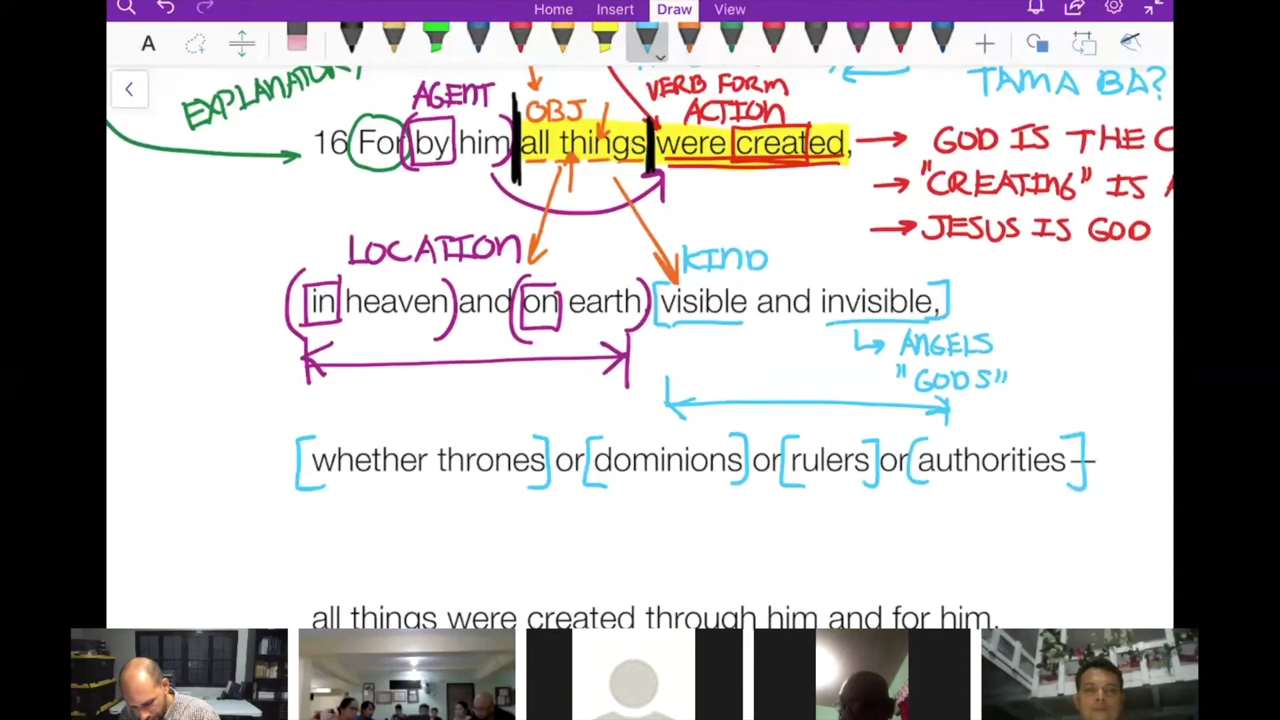 Home Insert Draw View
A
TAMA BA?
EXPLANATORY
AGENT OBJ VERB FORM
ACTION
16 For by him all things were created, → GOD IS THE
→ "CREATING" IS
→ JESUS IS GOD
LOCATION KIND
in heaven and on earth, visible and invisible,
↳ ANGELS
"GODS"
whether thrones or dominions or rulers or authorities—
all things were created through him and for him.